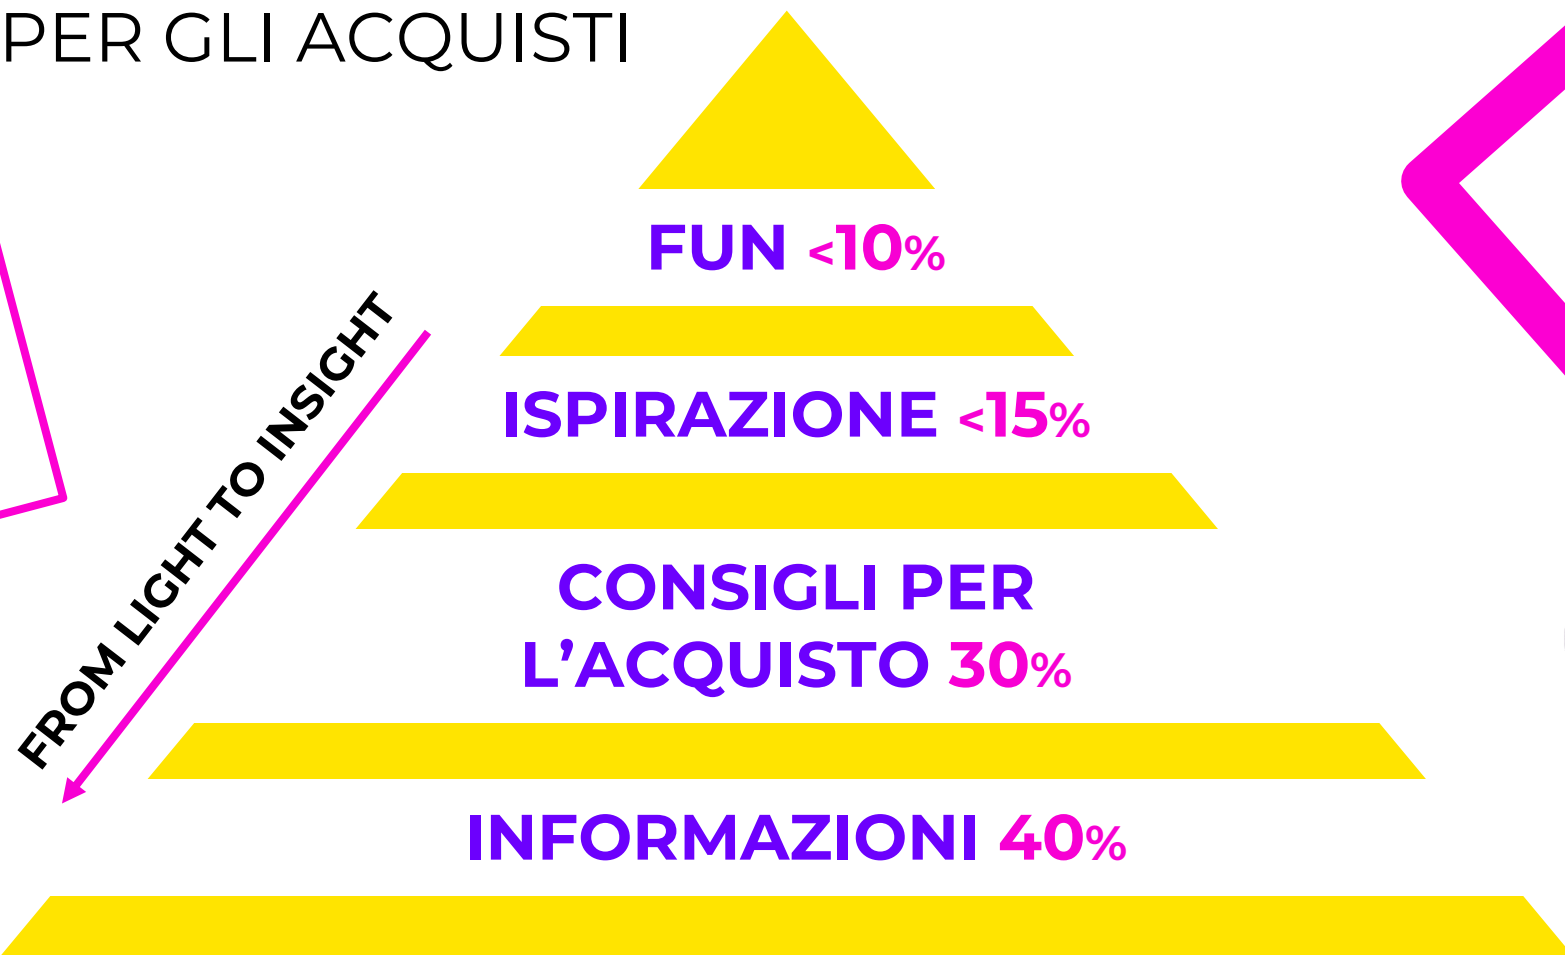 PER GLI ACQUISTI
FUN <10%
FROM LIGHT TO INSIGHT
ISPIRAZIONE <15%
CONSIGLI PER
L’ACQUISTO 30%
INFORMAZIONI 40%